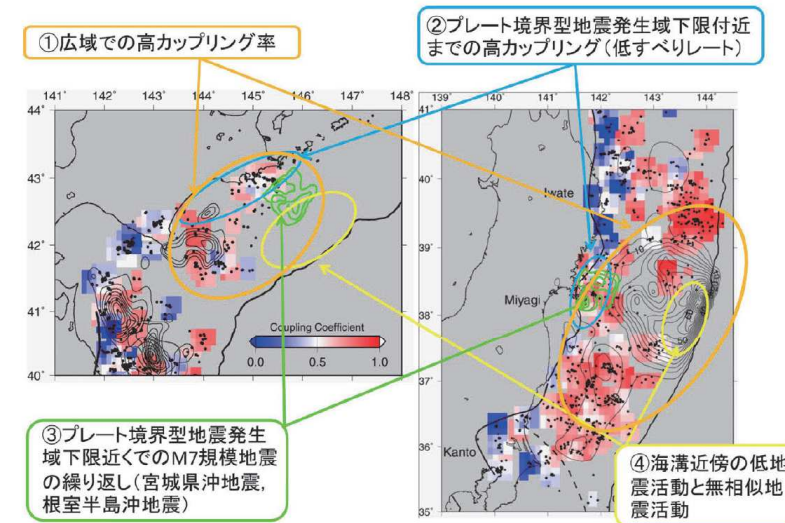 ①広域での高カップリング率
②プレート境界型地震発生域下限付近
までの高カップリング(低すべりレート)
141° 142° 143° 144° 145° 146° 147° 148°
44°
43°
42°
41°
40°
Coupling Coefficient
0.0 0.5 1.0
139° 140° 141° 142° 143° 144°
41°
40°
39°
38°
37°
36°
35°
Iwate
Miyagi
Kanto
10
50
③プレート境界型地震発生
域下限近くでのM7規模地震
の繰り返し(宮城県沖地震,
根室半島沖地震)
④海溝近傍の低地
震活動と無相似地
震活動